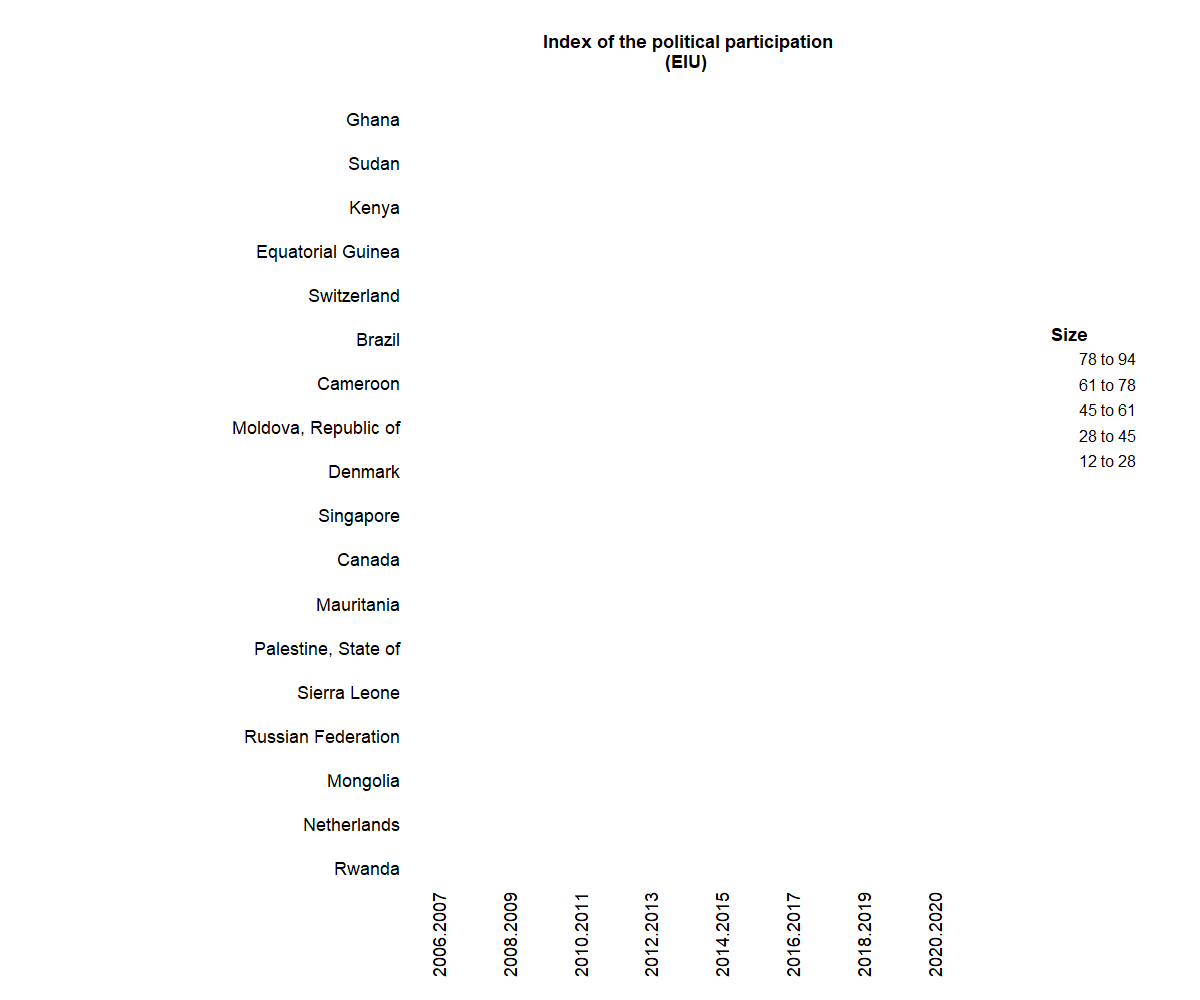 Index of the political participation
(EIU)
Ghana
Sudan
Kenya
Equatorial Guinea
Switzerland
Brazil
Cameroon
Moldova, Republic of
Denmark
Singapore
Canada
Mauritania
Palestine, State of
Sierra Leone
Russian Federation
Mongolia
Netherlands
Rwanda
2006.2007
2008.2009
2010.2011
2012.2013
2014.2015
2016.2017
2018.2019
2020.2020
Size
78 to 94
61 to 78
45 to 61
28 to 45
12 to 28